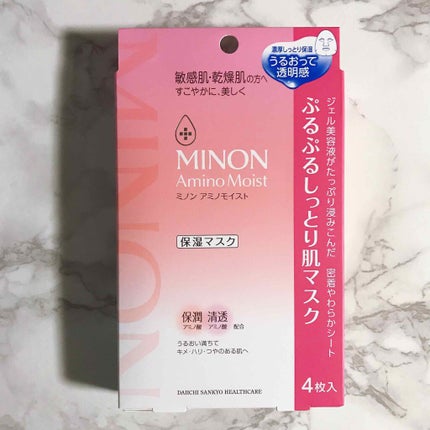 敏感肌・乾燥肌の方へ
すこやかに、美しく
MINON
Amino Moist
ミノン アミノモイスト
保湿マスク
保潤 清透
アミノ酸 アミノ酸 配合
うるおい満ちて
キメ・ハリ・つやのある肌へ
DAIICHI SANKYO HEALTHCARE
濃厚しっとり保湿
うるおって
透明感
ぷるぷるしっとり肌マスク
ジェル美容液がたっぷり浸みこんだ 密着やわらかシート
4枚入
MINON
MINON